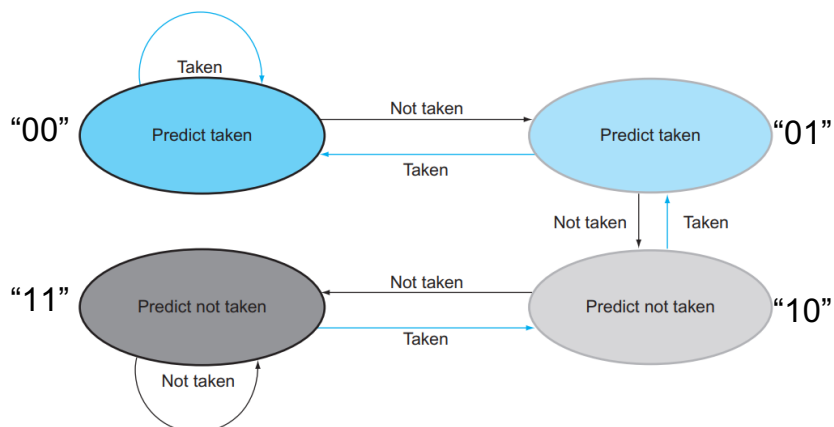 Taken
Not taken
“00”
Predict taken
Predict taken
“01”
Taken
Not taken
Taken
Not taken
“11”
Predict not taken
Predict not taken
“10”
Taken
Not taken